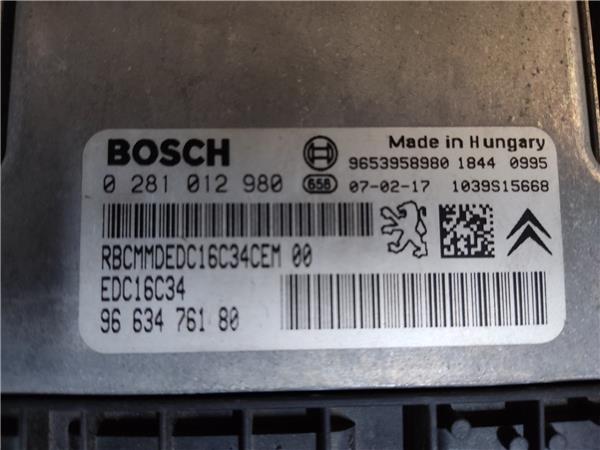 BOSCH
Made in Hungary
9653958980 1844 0995
0 281 012 980 656 07-02-17 1039S15668
RBCMMDEDC16C34CEM 00
EDC16C34
96 634 761 80